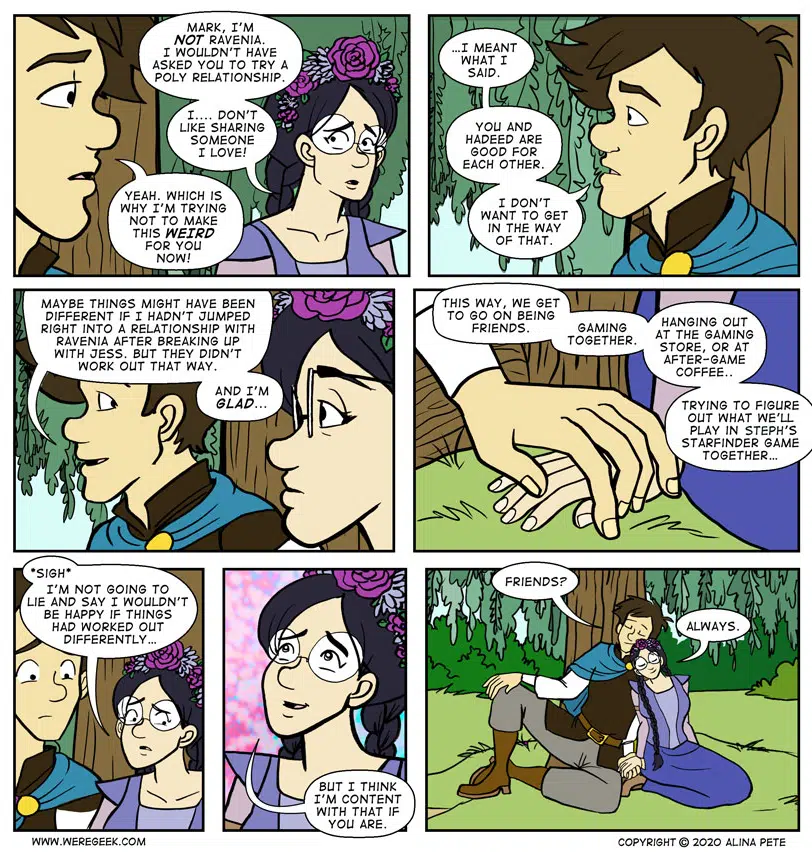 MARK, I'M
NOT RAVENIA.
I WOULDN'T HAVE
ASKED YOU TO TRY A
POLY RELATIONSHIP.
I.... DON'T
LIKE SHARING
SOMEONE
I LOVE!
YEAH. WHICH IS
WHY I'M TRYING
NOT TO MAKE
THIS WEIRD
FOR YOU
NOW!
...I MEANT
WHAT I
SAID.
YOU AND
HADEED ARE
GOOD FOR
EACH OTHER.
I DON'T
WANT TO GET
IN THE WAY
OF THAT.
MAYBE THINGS MIGHT HAVE BEEN
DIFFERENT IF I HADN'T JUMPED
RIGHT INTO A RELATIONSHIP WITH
RAVENIA AFTER BREAKING UP
WITH JESS. BUT THEY DIDN'T
WORK OUT THAT WAY.
AND I'M
GLAD...
THIS WAY, WE GET
TO GO ON BEING
FRIENDS.
GAMING
TOGETHER.
HANGING OUT
AT THE GAMING
STORE, OR AT
AFTER-GAME
COFFEE..
TRYING TO FIGURE
OUT WHAT WE'LL
PLAY IN STEPH'S
STARFINDER GAME
TOGETHER...
*SIGH*
I'M NOT GOING TO
LIE AND SAY I WOULDN'T
BE HAPPY IF THINGS
HAD WORKED OUT
DIFFERENTLY...
BUT I THINK
I'M CONTENT
WITH THAT IF
YOU ARE.
FRIENDS?
ALWAYS.
WWW.WEREGEEK.COM
COPYRIGHT © 2020 ALINA PETE